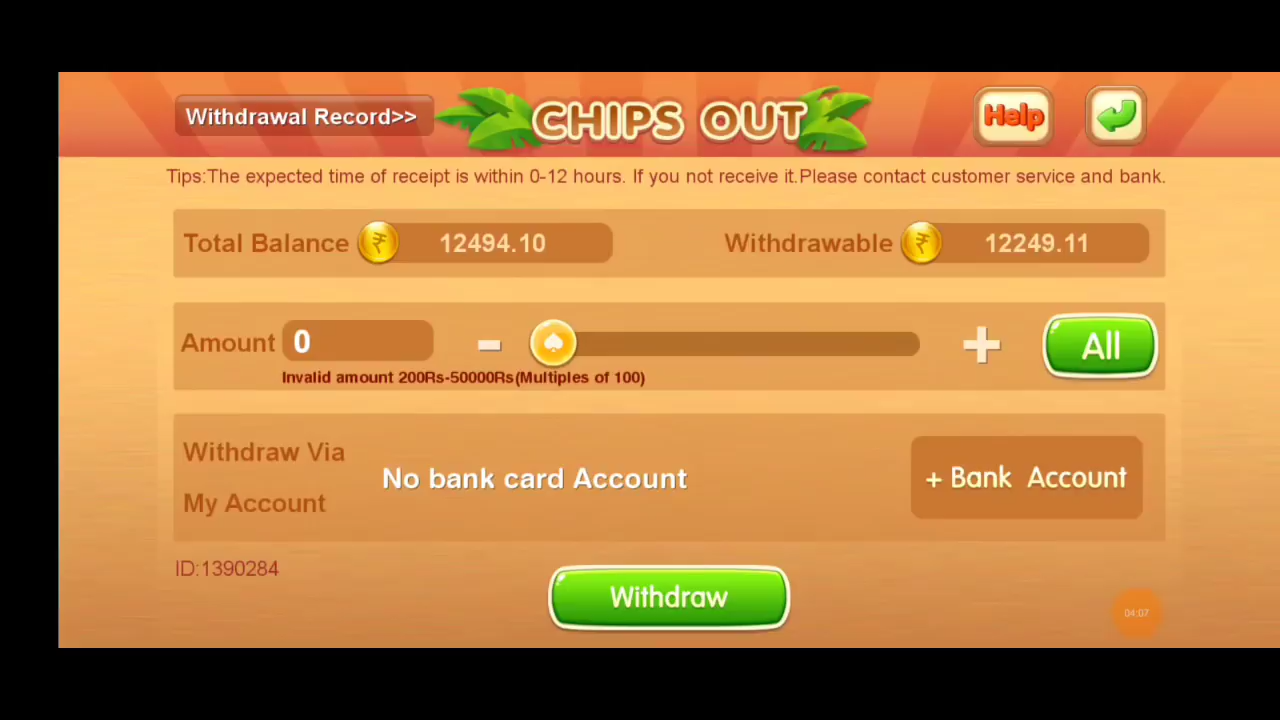 Withdrawal Record>>
CHIPS OUT
Help
Tips:The expected time of receipt is within 0-12 hours. If you not receive it.Please contact customer service and bank.
Total Balance ₹ 12494.10
Withdrawable ₹ 12249.11
Amount 0 - + All
Invalid amount 200Rs-50000Rs(Multiples of 100)
Withdraw Via
My Account
No bank card Account
+ Bank Account
ID:1390284
Withdraw
04:07